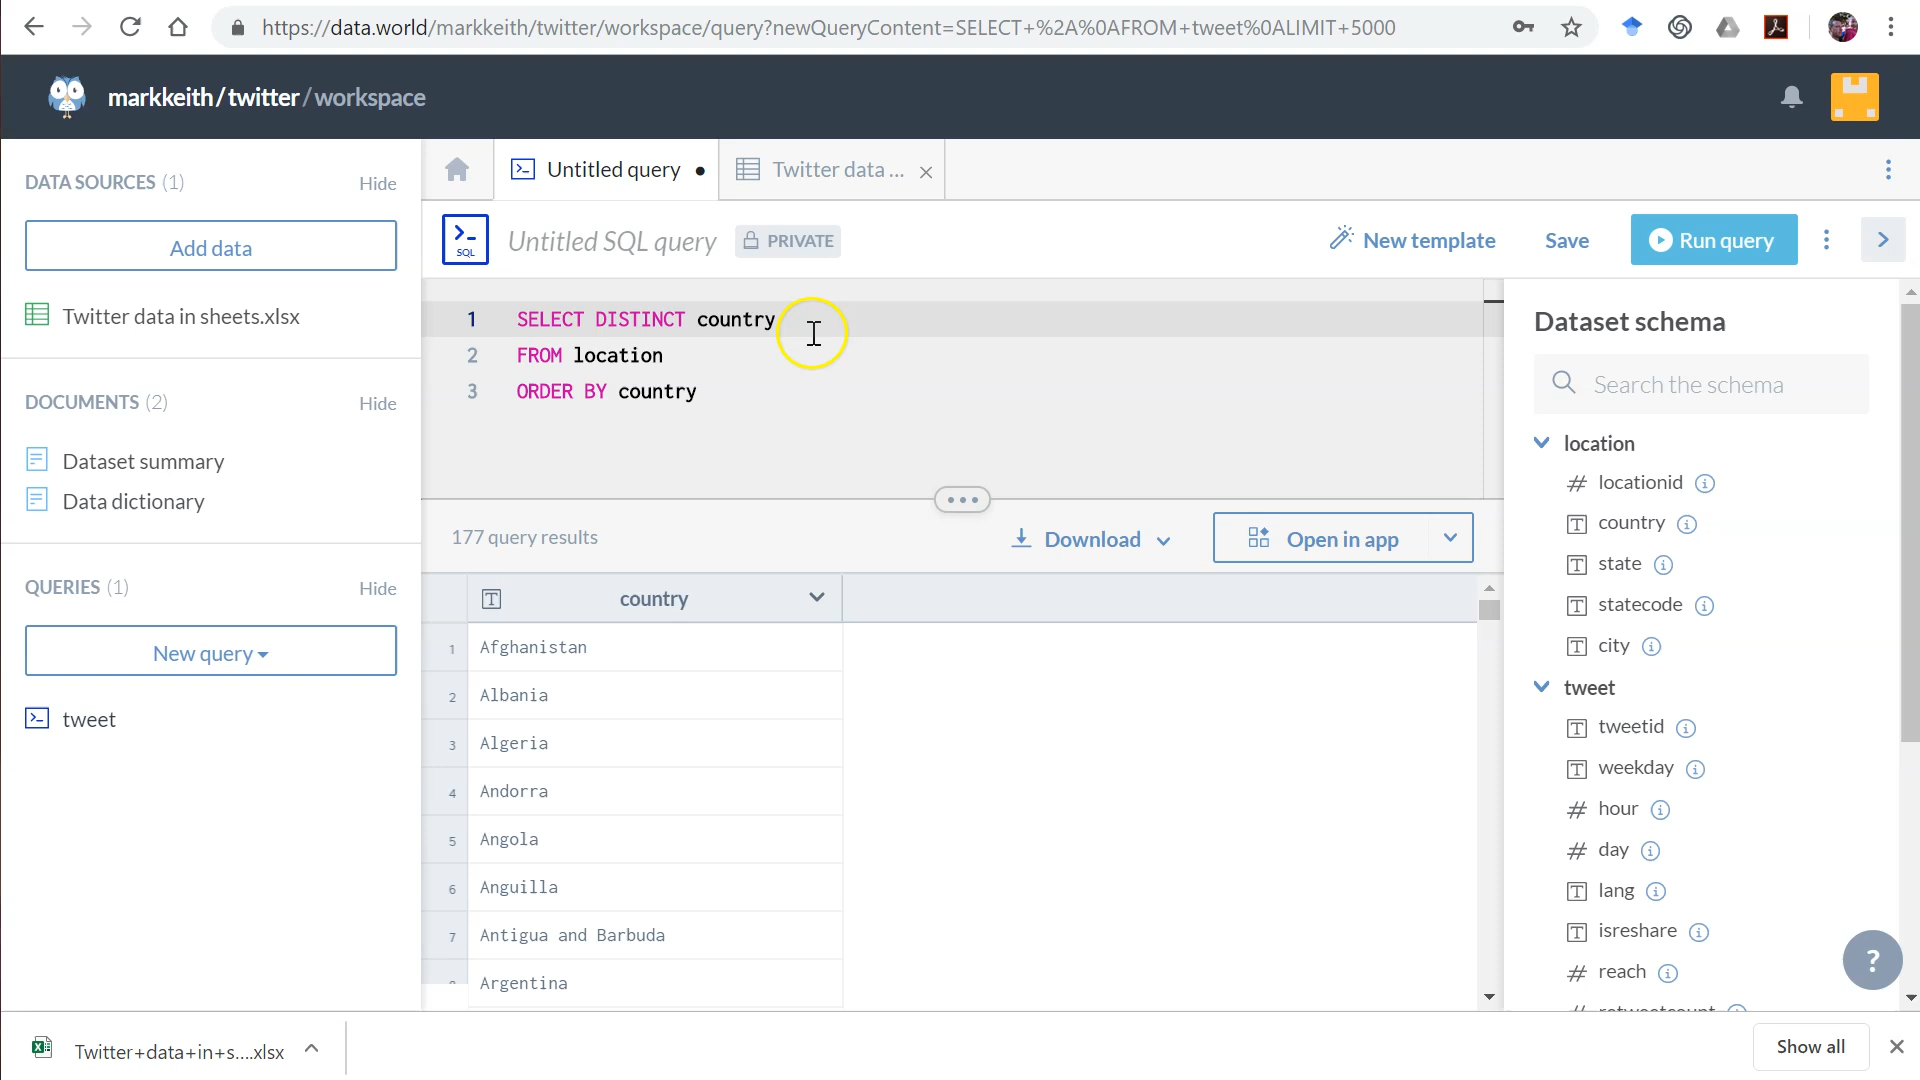 https://data.world/markkeith/twitter/workspace/query?newQueryContent=SELECT+%2A%0AFROM+tweet%0ALIMIT+5000
markkeith/twitter/workspace
DATA SOURCES (1)
Hide
Add data
Twitter data in sheets.xlsx
DOCUMENTS (2)
Hide
Dataset summary
Data dictionary
QUERIES (1)
Hide
New query
tweet
Untitled query
Twitter data ...
SQL
Untitled SQL query
PRIVATE
New template
Save
Run query
1 SELECT DISTINCT country
2 FROM location
3 ORDER BY country
177 query results
Download
Open in app
T country
1 Afghanistan
2 Albania
3 Algeria
4 Andorra
5 Angola
6 Anguilla
7 Antigua and Barbuda
Argentina
Dataset schema
Search the schema
location
# locationid
T country
T state
T statecode
T city
tweet
T tweetid
T weekday
# hour
# day
T lang
T isreshare
# reach
# retweetcount
?
Twitter+data+in+s....xlsx
Show all